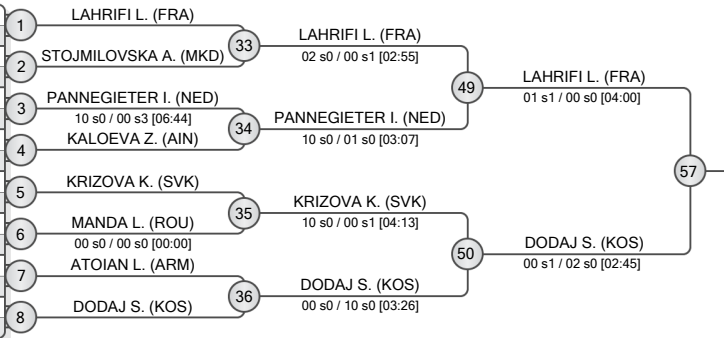 1
LAHRIFI L. (FRA)
2
STOJMILOVSKA A. (MKD)
3
PANNEGIETER I. (NED)
10 s0 / 00 s3 [06:44]
4
KALOEVA Z. (AIN)
5
KRIZOVA K. (SVK)
6
MANDA L. (ROU)
00 s0 / 00 s0 [00:00]
7
ATOIAN L. (ARM)
8
DODAJ S. (KOS)
33
LAHRIFI L. (FRA)
02 s0 / 00 s1 [02:55]
34
PANNEGIETER I. (NED)
10 s0 / 01 s0 [03:07]
35
KRIZOVA K. (SVK)
10 s0 / 00 s1 [04:13]
36
DODAJ S. (KOS)
00 s0 / 10 s0 [03:26]
49
LAHRIFI L. (FRA)
01 s1 / 00 s0 [04:00]
50
DODAJ S. (KOS)
00 s1 / 02 s0 [02:45]
57